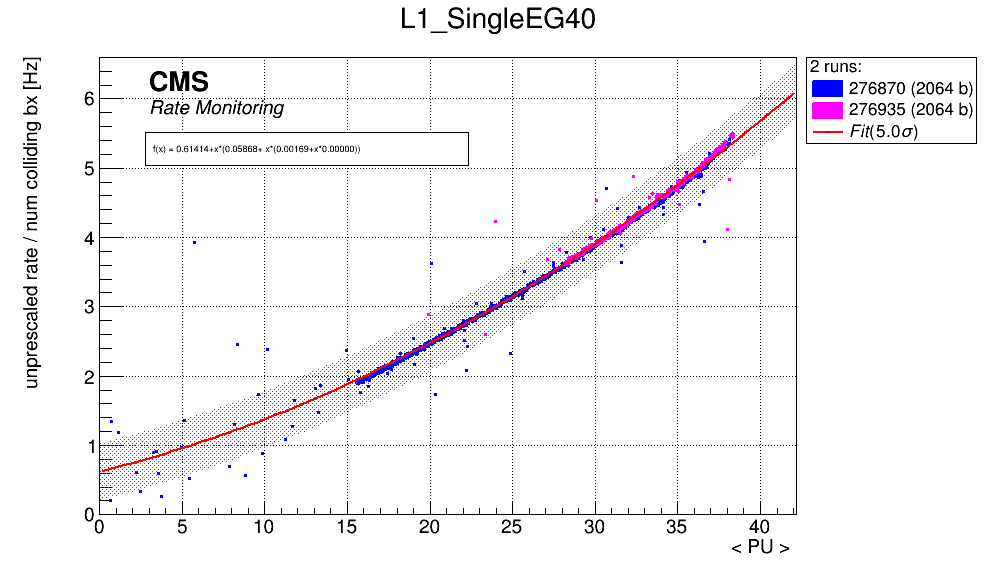 L1_SingleEG40
unprescaled rate / num colliding bx [Hz]
CMS
Rate Monitoring
f(x) = 0.61414+x*(0.05868+ x*(0.00169+x*0.00000))
2 runs:
276870 (2064 b)
276935 (2064 b)
Fit(5.0σ)
6
5
4
3
2
1
0
0 5 10 15 20 25 30 35 40
< PU >